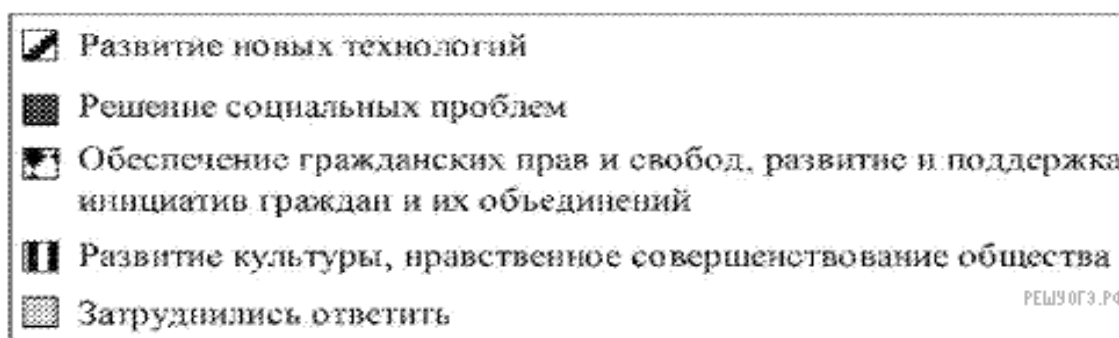 Развитие новых технологий
Решение социальных проблем
Обеспечение гражданских прав и свобод, развитие и поддержка
инициатив граждан и их объединений
Развитие культуры, нравственное совершенствование общества
РЕШУОГЭ.РФ
Затруднились ответить